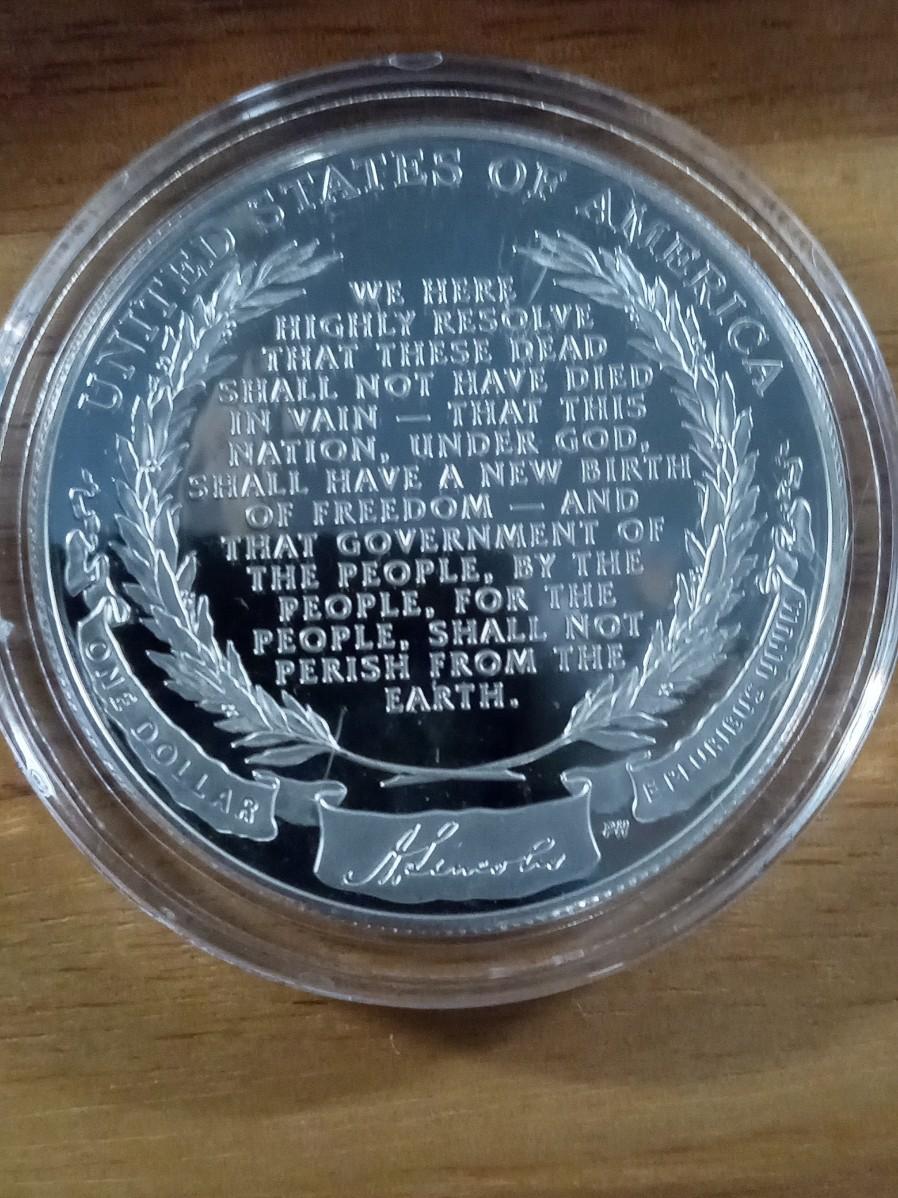 UNITED STATES OF AMERICA
WE HERE
HIGHLY RESOLVE
THAT THESE DEAD
SHALL NOT HAVE DIED
IN VAIN — THAT THIS
NATION, UNDER GOD,
SHALL HAVE A NEW BIRTH
OF FREEDOM — AND
THAT GOVERNMENT OF
THE PEOPLE, BY THE
PEOPLE, FOR THE
PEOPLE, SHALL NOT
PERISH FROM THE
EARTH.
ONE DOLLAR
A. Lincoln
PH
E PLURIBUS UNUM